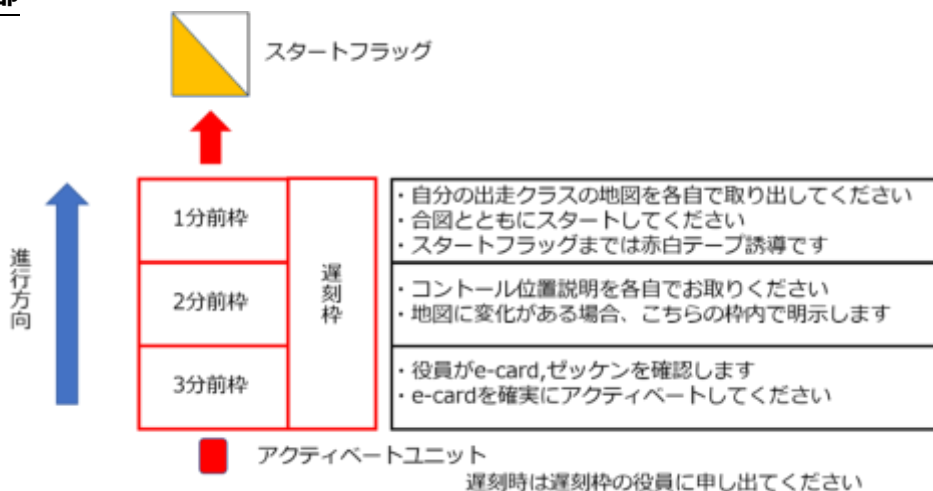 スタートフラッグ
1分前枠
・自分の出走クラスの地図を各自で取り出してください
・合図とともにスタートしてください
・スタートフラッグまでは赤白テープ誘導です
進行方向
遅刻枠
2分前枠
・コントロール位置説明を各自でお取りください
・地図に変化がある場合、こちらの枠内で明示します
3分前枠
・役員がe-card,ゼッケンを確認します
・e-cardを確実にアクティベートしてください
アクティベートユニット
遅刻時は遅刻枠の役員に申し出てください